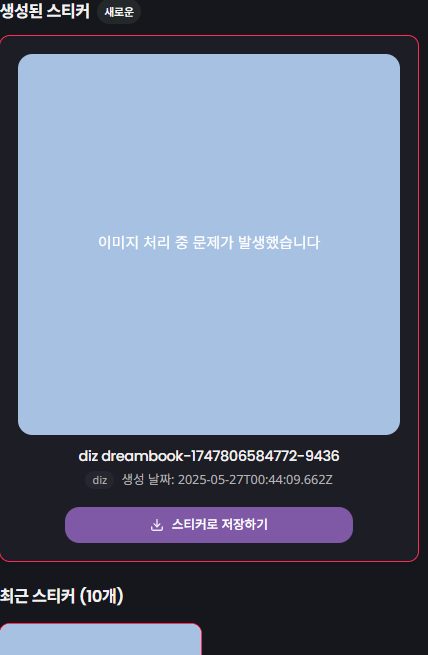 생성된 스티커 새로운
이미지 처리 중 문제가 발생했습니다
diz dreambook-1747806584772-9436
diz 생성 날짜: 2025-05-27T00:44:09.662Z
스티커로 저장하기
최근 스티커 (10개)